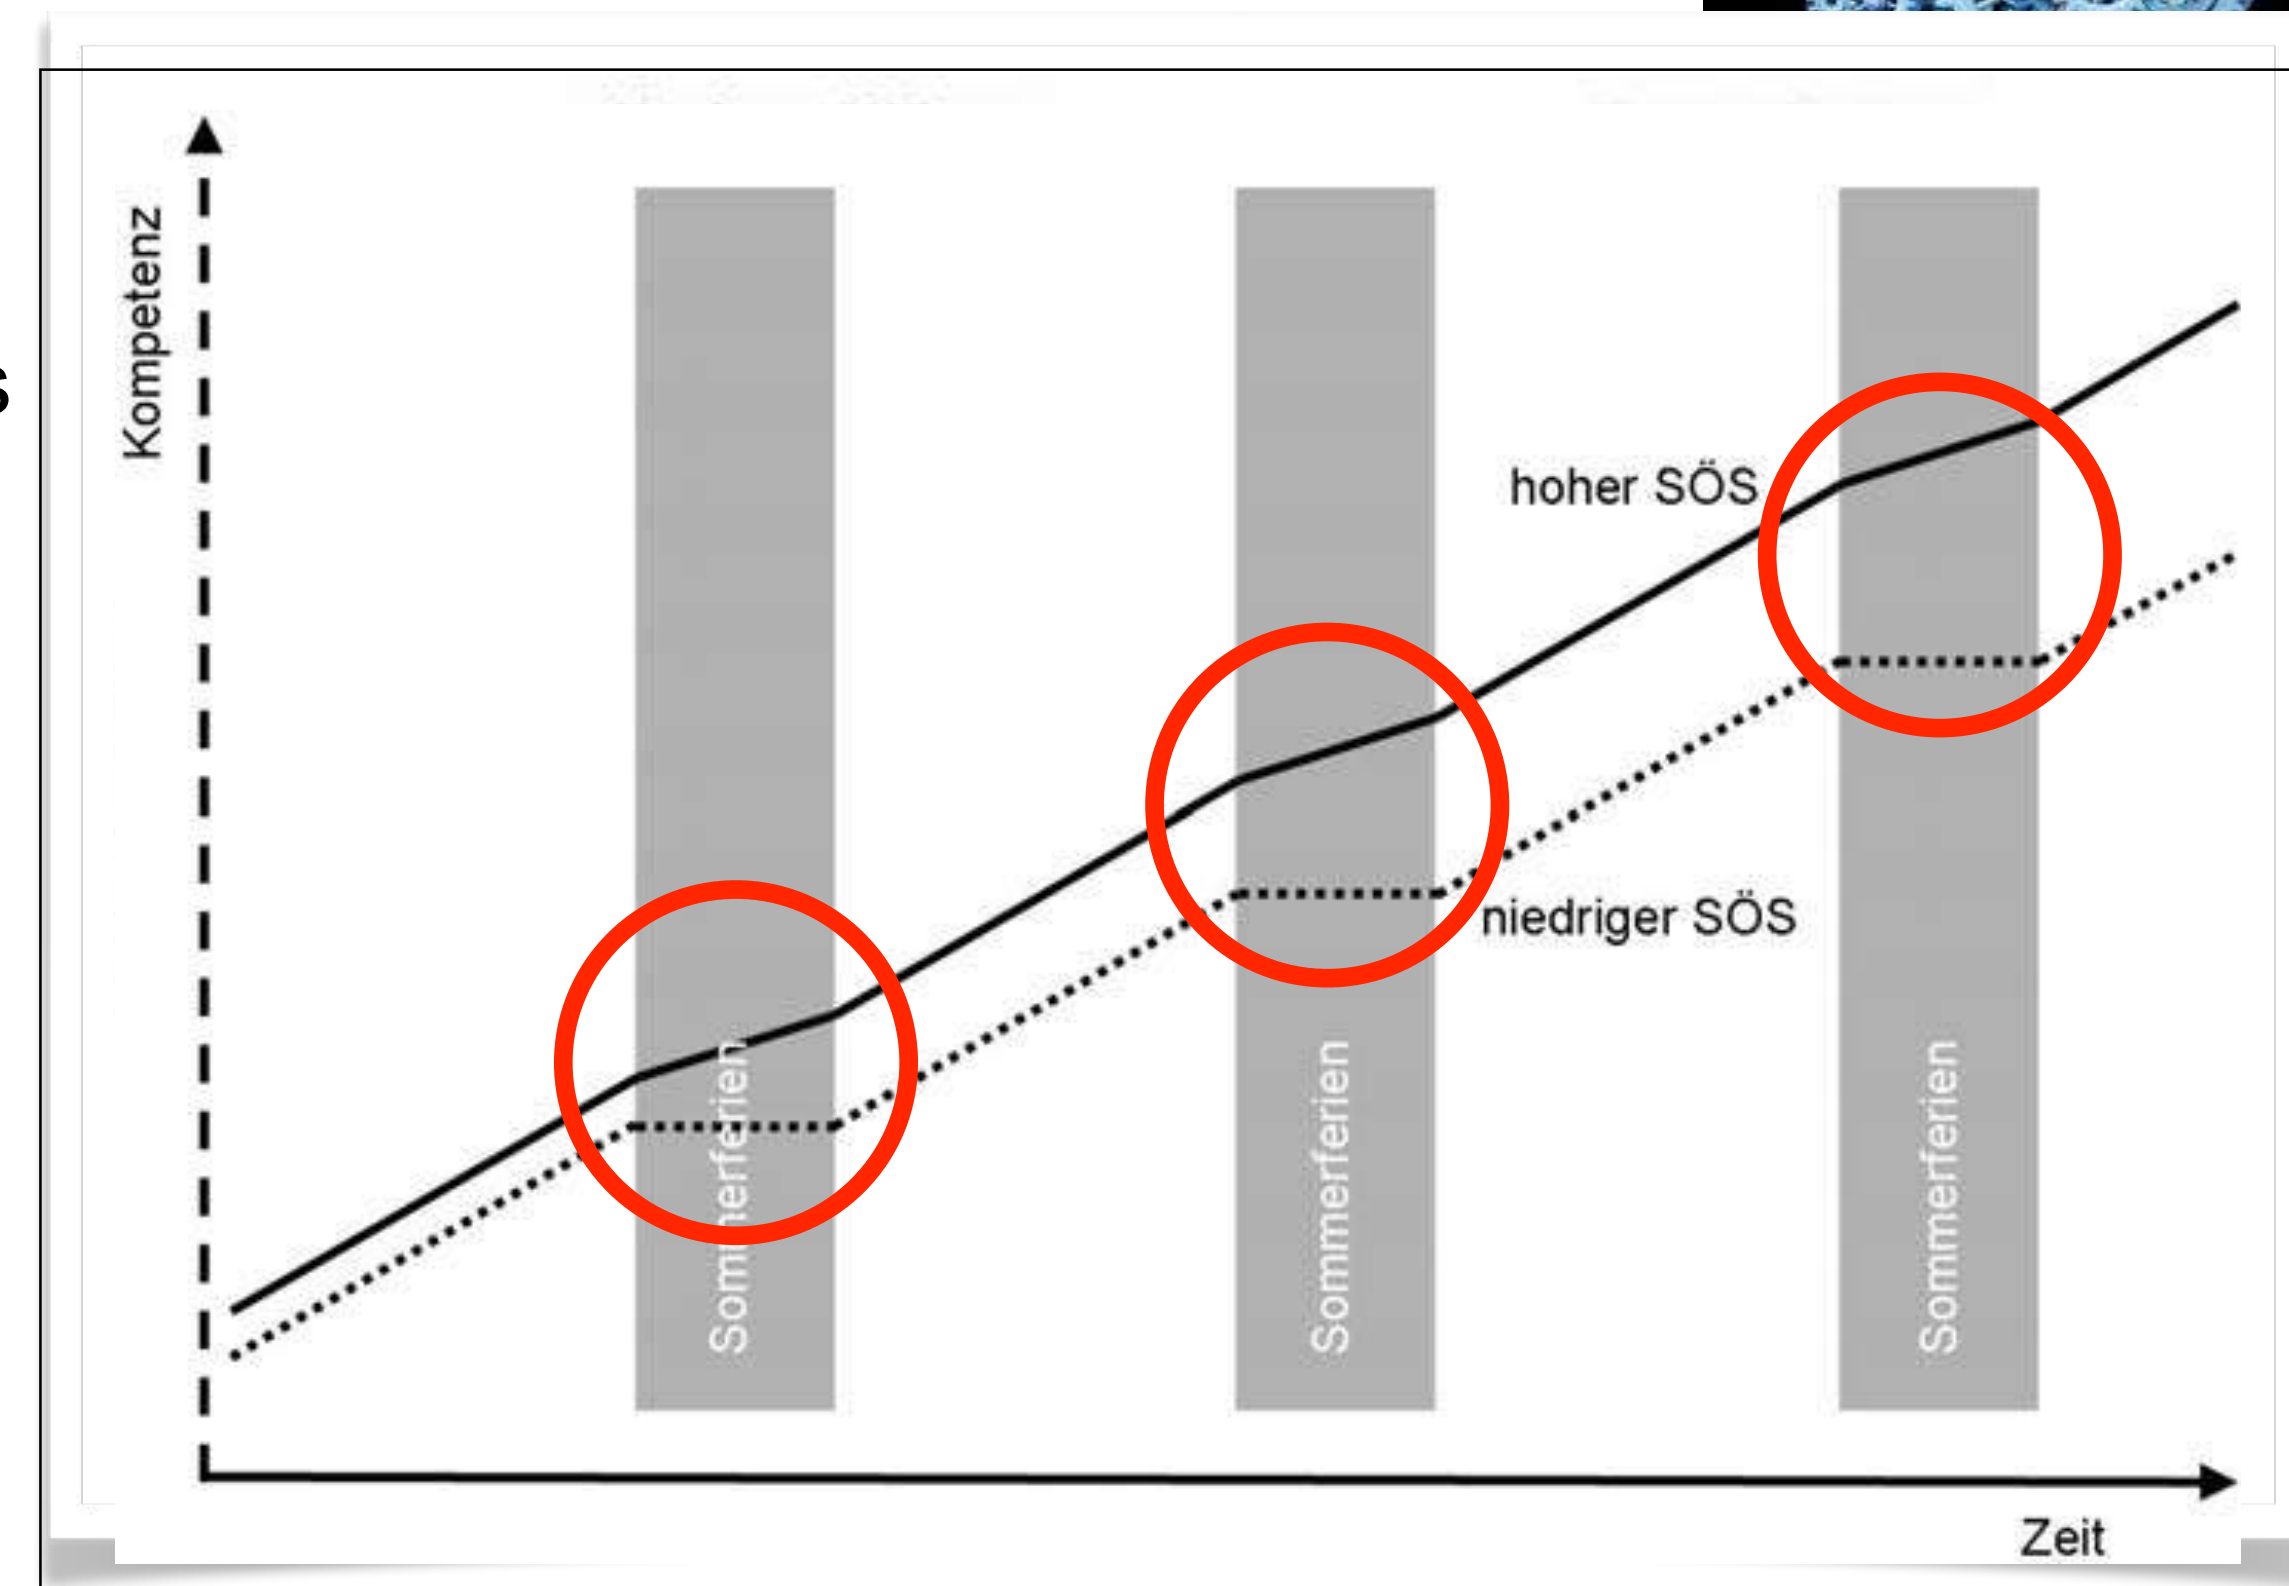 s
Kompetenz
hoher SÖS
niedriger SÖS
Sommerferien
Sommerferien
Sommerferien
Zeit